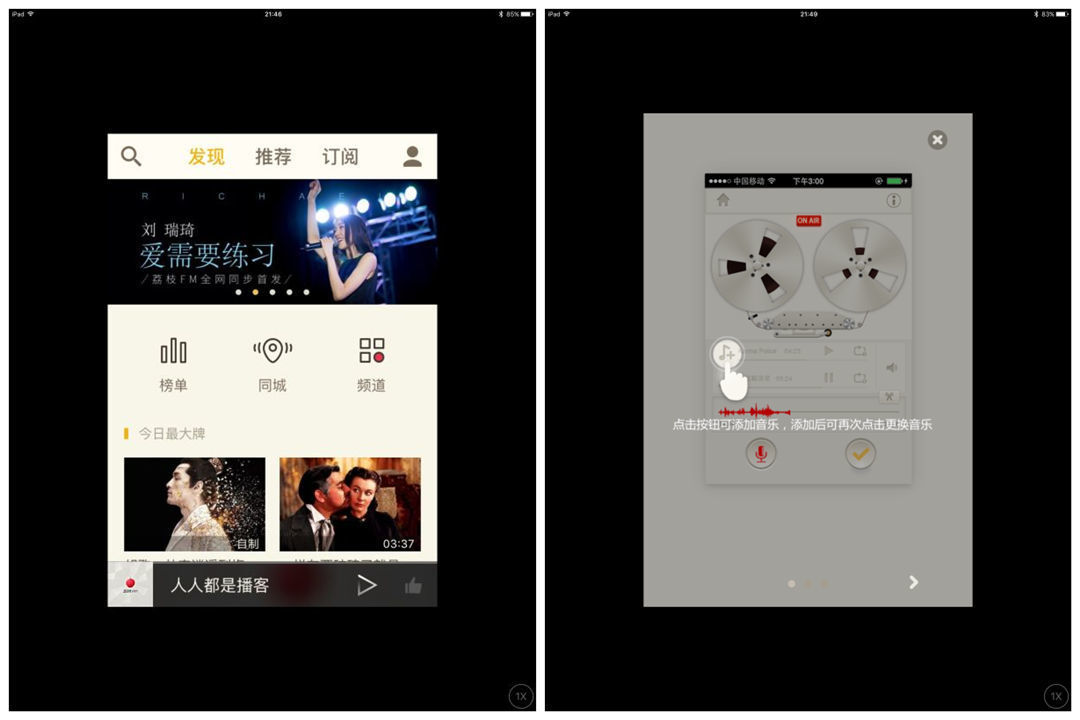 iPad
21:46
85%
发现
推荐
订阅
R I C H A E L
刘 瑞琦
爱需要练习
/荔枝FM全网同步首发/
榜单
同城
频道
今日最大牌
自制
03:37
人人都是播客
1X
iPad
21:49
83%
中国移动
下午3:00
ON AIR
04:23
点击按钮可添加音乐，添加后可再次点击更换音乐
1X